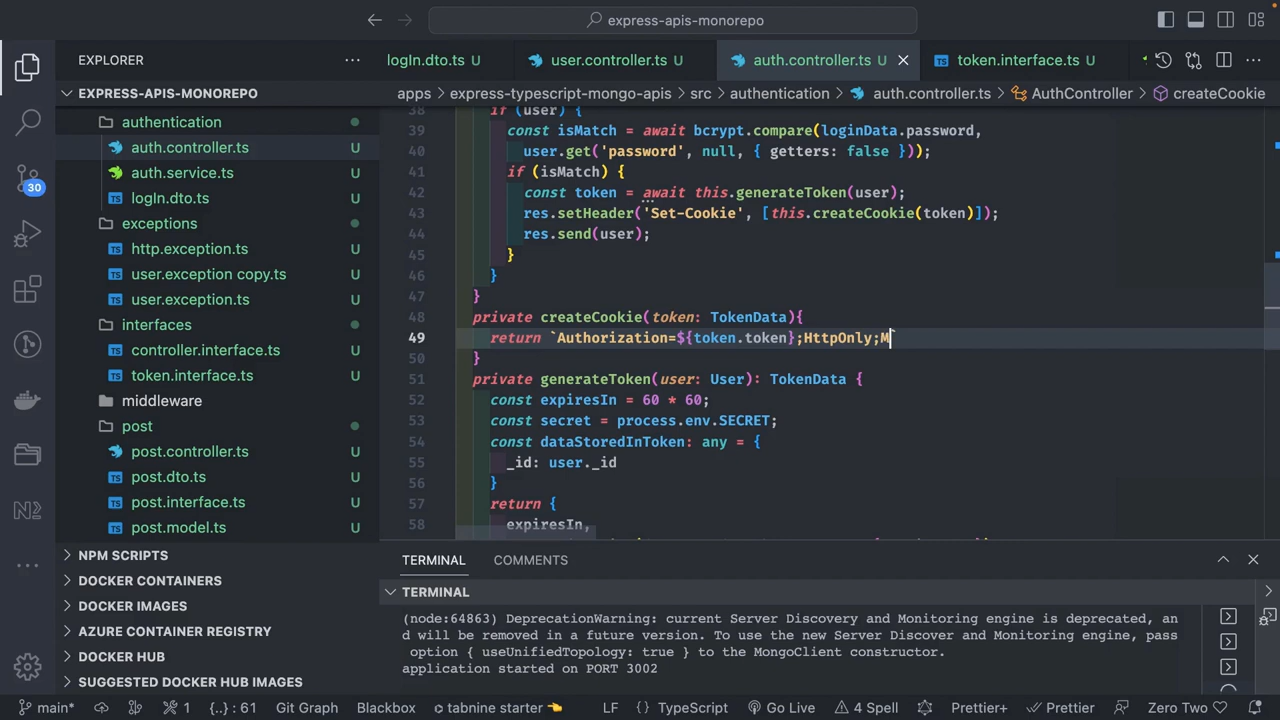 express-apis-monorepo
EXPLORER
logIn.dto.ts U
user.controller.ts U
auth.controller.ts U
token.interface.ts U
EXPRESS-APIS-MONOREPO
apps > express-typescript-mongo-apis > src > authentication > auth.controller.ts > AuthController > createCookie
authentication
auth.controller.ts U
auth.service.ts U
logIn.dto.ts U
exceptions
http.exception.ts U
user.exception copy.ts U
user.exception.ts U
interfaces
controller.interface.ts U
token.interface.ts U
middleware
post
post.controller.ts U
post.dto.ts U
post.interface.ts U
post.model.ts U
NPM SCRIPTS
DOCKER CONTAINERS
DOCKER IMAGES
AZURE CONTAINER REGISTRY
DOCKER HUB
SUGGESTED DOCKER HUB IMAGES
30
38 if (user) {
39 const isMatch = await bcrypt.compare(loginData.password,
40 user.get('password', null, { getters: false }));
41 if (isMatch) {
42 const token = await this.generateToken(user);
43 res.setHeader('Set-Cookie', [this.createCookie(token)]);
44 res.send(user);
45 }
46 }
47 }
48 private createCookie(token: TokenData){
49 return `Authorization=${token.token};HttpOnly;M`
50 }
51 private generateToken(user: User): TokenData {
52 const expiresIn = 60 * 60;
53 const secret = process.env.SECRET;
54 const dataStoredInToken: any = {
55 _id: user._id
56 }
57 return {
58 expiresIn,
TERMINAL COMMENTS
TERMINAL
(node:64863) DeprecationWarning: current Server Discovery and Monitoring engine is deprecated, an
d will be removed in a future version. To use the new Server Discover and Monitoring engine, pass
option { useUnifiedTopology: true } to the MongoClient constructor.
application started on PORT 3002
main* 1 {..} : 61 Git Graph Blackbox tabnine starter LF TypeScript Go Live 4 Spell Prettier+ Prettier Zero Two